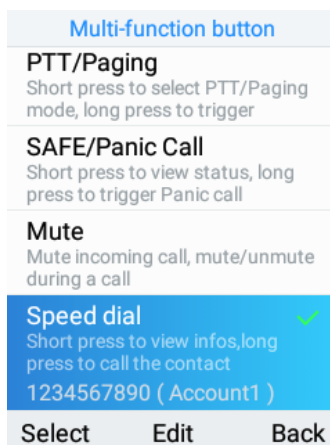 Multi-function button
PTT/Paging
Short press to select PTT/Paging
mode, long press to trigger
SAFE/Panic Call
Short press to view status, long
press to trigger Panic call
Mute
Mute incoming call, mute/unmute
during a call
Speed dial
Short press to view infos,long
press to call the contact
1234567890 ( Account1 )
Select Edit Back